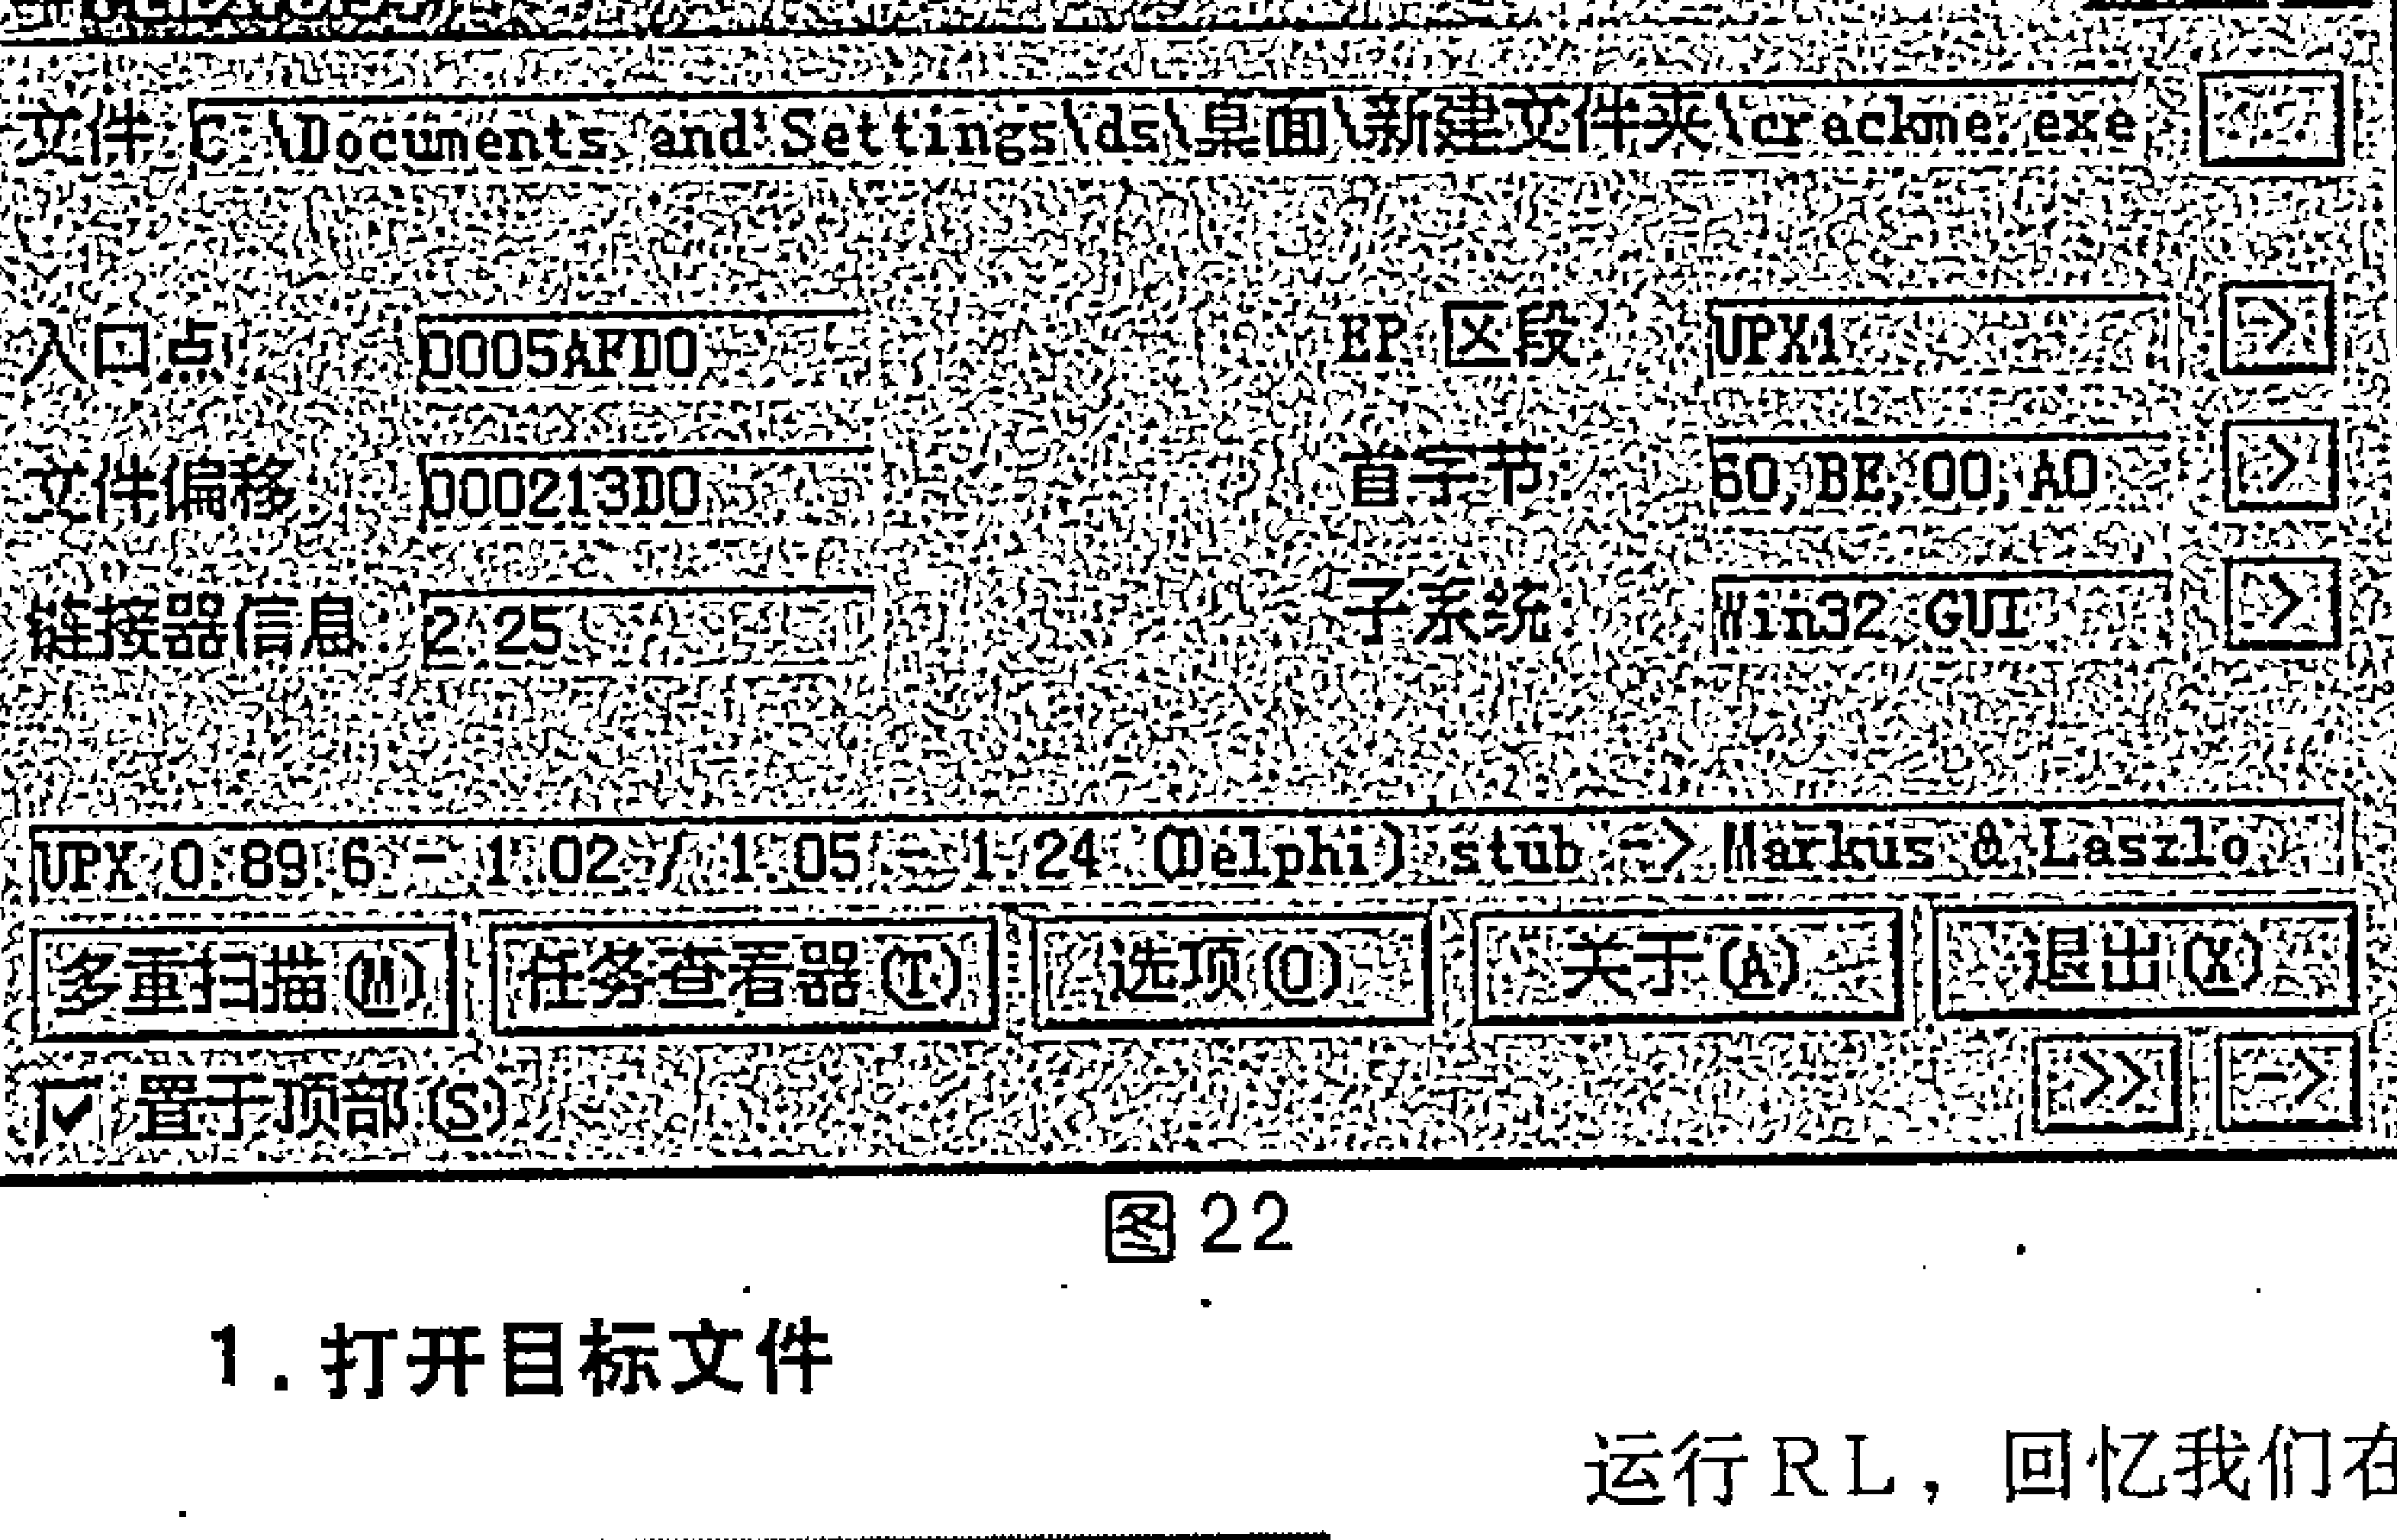 文件 C:\Documents and Settings\ds\桌面\新建文件夹\crackme.exe
入口点: 0005AFD0 EP 区段: UPX1 >
文件偏移: 000213D0 首字节: 60,BE,00,A0 >
链接器信息: 2.25 子系统: Win32 GUI >
UPX 0.89.6 - 1.02 / 1.05 - 1.24 (Delphi) stub -> Markus & Laszlo
多重扫描(M) 任务查看器(T) 选项(O) 关于(A) 退出(X)
置于顶部(S) >> ->
图22
1.打开目标文件
运行RL，回忆我们在